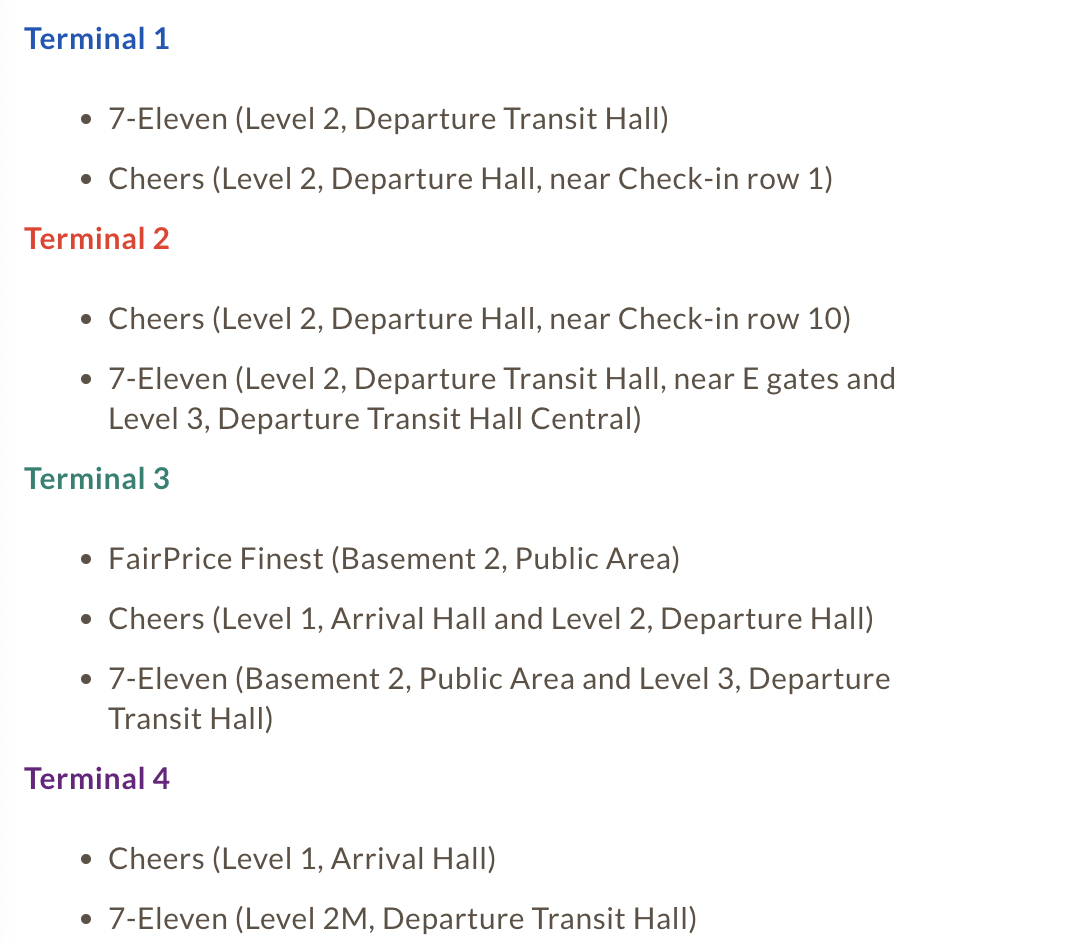 Terminal 1
• 7-Eleven (Level 2, Departure Transit Hall)
• Cheers (Level 2, Departure Hall, near Check-in row 1)
Terminal 2
• Cheers (Level 2, Departure Hall, near Check-in row 10)
• 7-Eleven (Level 2, Departure Transit Hall, near E gates and
Level 3, Departure Transit Hall Central)
Terminal 3
• FairPrice Finest (Basement 2, Public Area)
• Cheers (Level 1, Arrival Hall and Level 2, Departure Hall)
• 7-Eleven (Basement 2, Public Area and Level 3, Departure
Transit Hall)
Terminal 4
• Cheers (Level 1, Arrival Hall)
• 7-Eleven (Level 2M, Departure Transit Hall)